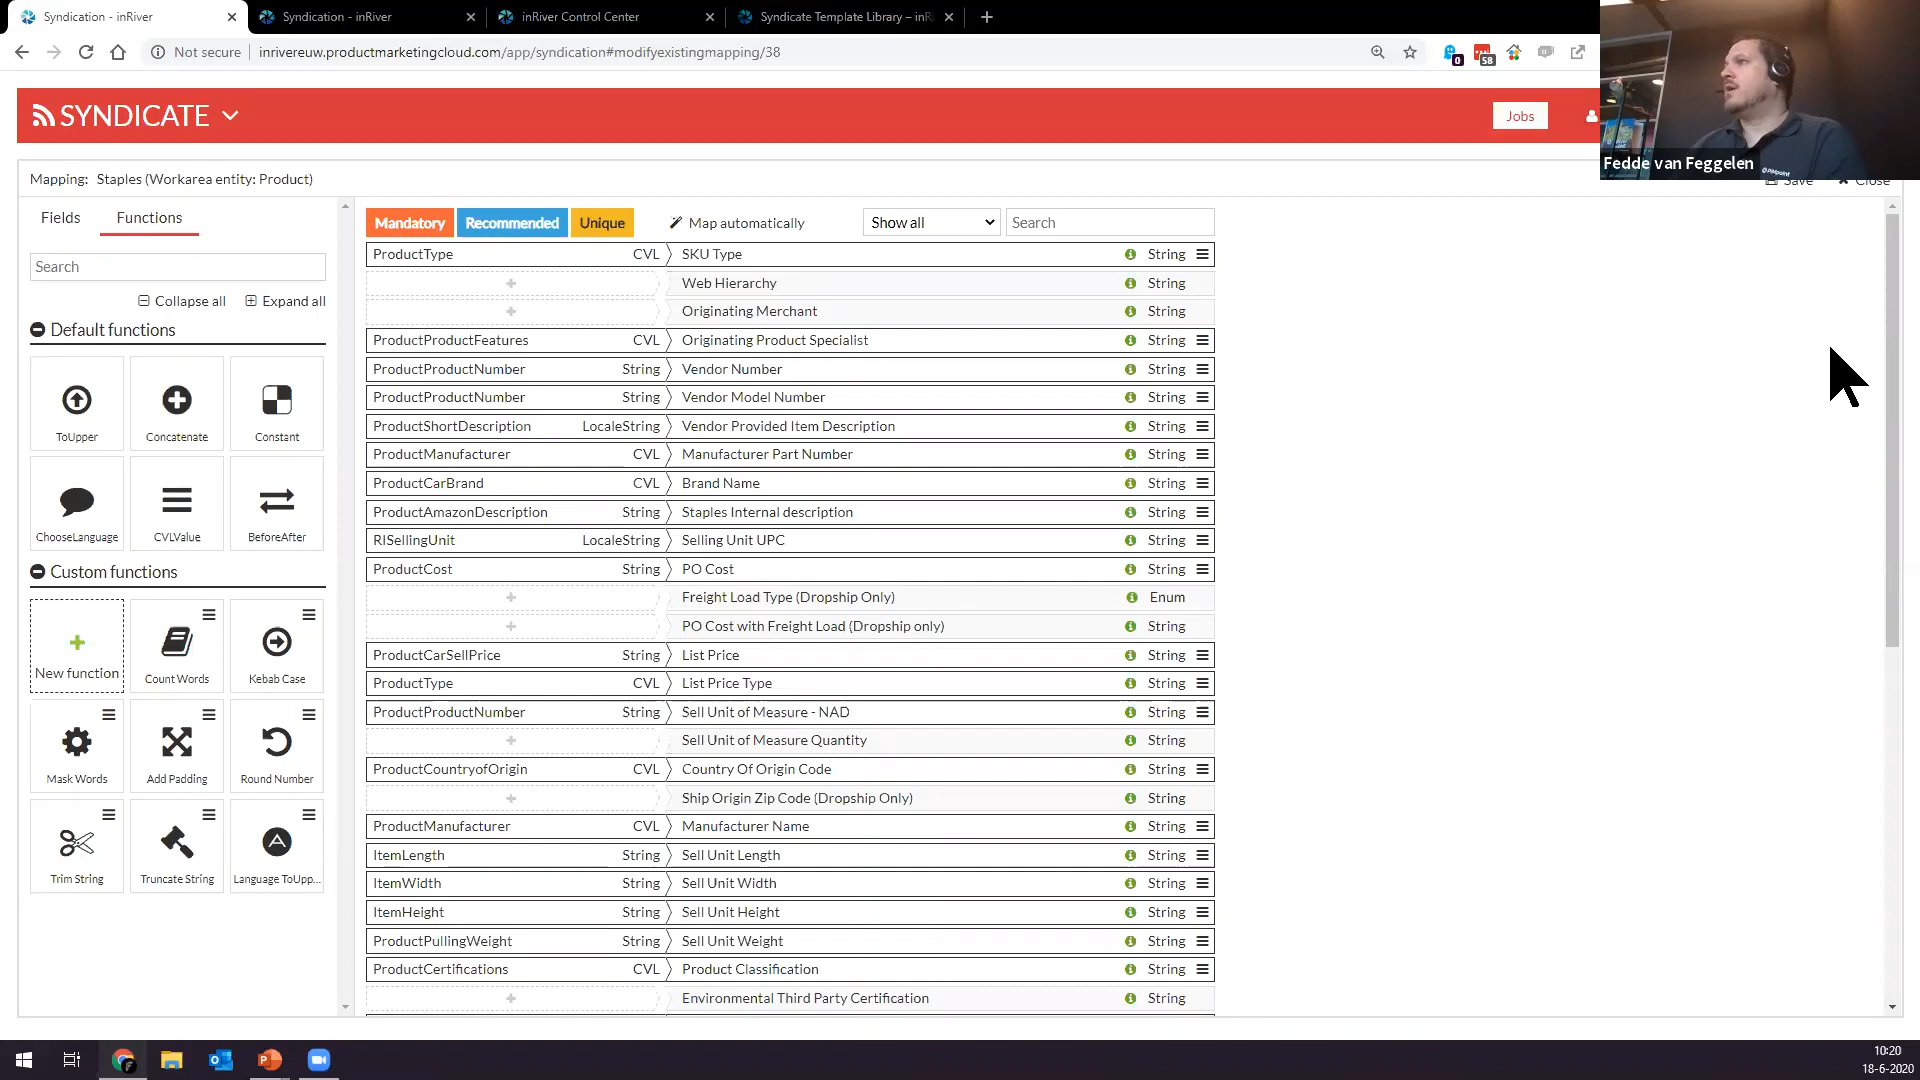 Syndication - inRiver
Syndication - inRiver
inRiver Control Center
Syndicate Template Library – inRi
Not secure
inrivereuw.productmarketingcloud.com/app/syndication#modifyexistingmapping/38
0
58
SYNDICATE
Jobs
Fedde van Feggelen
Mapping: Staples (Workarea entity: Product)
Save
Close
Fields
Functions
Search
Collapse all
Expand all
Default functions
ToUpper
Concatenate
Constant
ChooseLanguage
CVLValue
BeforeAfter
Custom functions
New function
Count Words
Kebab Case
Mask Words
Add Padding
Round Number
Trim String
Truncate String
Language ToUpp...
Mandatory
Recommended
Unique
Map automatically
Show all
Search
ProductType CVL SKU Type String
Web Hierarchy String
Originating Merchant String
ProductProductFeatures CVL Originating Product Specialist String
ProductProductNumber String Vendor Number String
ProductProductNumber String Vendor Model Number String
ProductShortDescription LocaleString Vendor Provided Item Description String
ProductManufacturer CVL Manufacturer Part Number String
ProductCarBrand CVL Brand Name String
ProductAmazonDescription String Staples Internal description String
RISellingUnit LocaleString Selling Unit UPC String
ProductCost String PO Cost String
Freight Load Type (Dropship Only) Enum
PO Cost with Freight Load (Dropship only) String
ProductCarSellPrice String List Price String
ProductType CVL List Price Type String
ProductProductNumber String Sell Unit of Measure - NAD String
Sell Unit of Measure Quantity String
ProductCountryofOrigin CVL Country Of Origin Code String
Ship Origin Zip Code (Dropship Only) String
ProductManufacturer CVL Manufacturer Name String
ItemLength String Sell Unit Length String
ItemWidth String Sell Unit Width String
ItemHeight String Sell Unit Height String
ProductPullingWeight String Sell Unit Weight String
ProductCertifications CVL Product Classification String
Environmental Third Party Certification String
10:20
18-6-2020